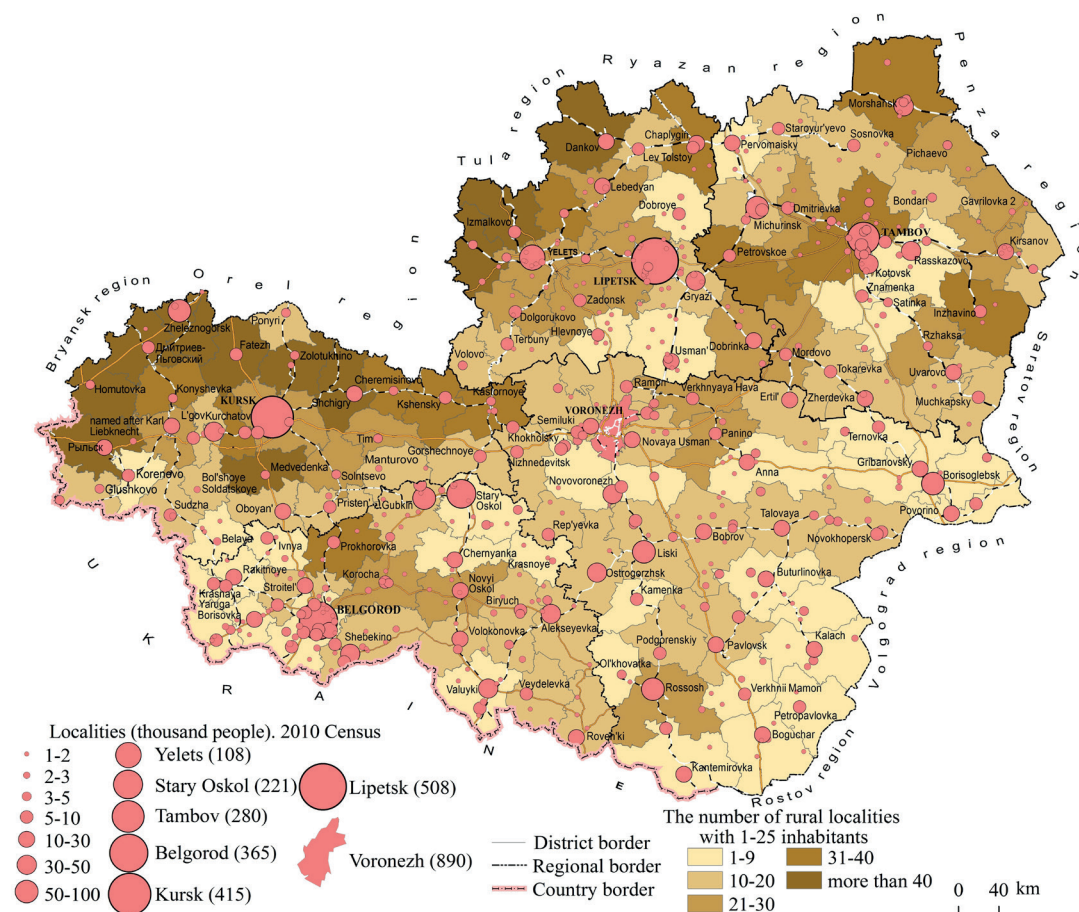 Ryazan region
Penza region
Tula region
Orel region
Bryansk region
Saratov region
Volgograd region
Rostov region
UKRAINE
Morshansk
Staroyur'yevo
Sosnovka
Pervomaisky
Pichaevo
Chaplygin
Dankov
Lev Tolstoy
Lebedyan
Dobroye
Izmalkovo
Michurinsk
Dmitrievka
Bondari
Gavrilovka 2
TAMBOV
Kirsanov
YELETS
Petrovskoe
Rasskazovo
Kotovsk
LIPETSK
Gryazi
Znamenka
Satinka
Inzhavino
Zadonsk
Dolgorukovo
Hlevnoye
Terbuny
Usman'
Dobrinka
Rzhaksa
Volovo
Mordovo
Tokarevka
Uvarovo
Zherdevka
Muchkapsky
Zheleznogorsk
Ponyri
Дмитриев-
Льговский
Fatezh
Zolotukhino
Homutovka
Konyshevka
Cheremisinovo
Kastornoye
KURSK
Shchigry
Kshensky
named after Karl
Liebknecht
L'gov
Kurchatov
Рыльск
Tim
Gorshechnoye
Korenevo
Glushkovo
Bol'shoye
Soldatskoye
Medvedenka
Solntsevo
Manturovo
Sudzha
Oboyan'
Pristen'
Ramon'
Verkhnyaya Hava
Ertil'
VORONEZH
Semiluki
Khokholsky
Nizhnedevitsk
Novaya Usman'
Panino
Ternovka
Anna
Gribanovsky
Borisoglebsk
Povorino
Novovoronezh
Rep'yevka
Talovaya
Novokhopersk
Bobrov
Liski
Ostrogorzhsk
Buturlinovka
Kamenka
Podgorenskiy
Pavlovsk
Kalach
Ol'khovatka
Rossosh
Verkhnii Mamon
Petropavlovka
Boguchar
Kantemirovka
Gubkin
Stary
Oskol
Belaye
Ivnya
Prokhorovka
Chernyanka
Krasnoye
Rakitnoye
Krasnaya
Yaruga
Stroitel'
Korocha
Novyi
Oskol
Biryuch
Borisovka
BELGOROD
Alekseyevka
Shebekino
Volokonovka
Valuyki
Veydelevka
Roven'ki
Localities (thousand people). 2010 Census
1-2
2-3
3-5
5-10
10-30
30-50
50-100
Yelets (108)
Stary Oskol (221)
Tambov (280)
Belgorod (365)
Kursk (415)
Lipetsk (508)
Voronezh (890)
District border
Regional border
Country border
The number of rural localities
with 1-25 inhabitants
1-9
10-20
21-30
31-40
more than 40
0 40 km